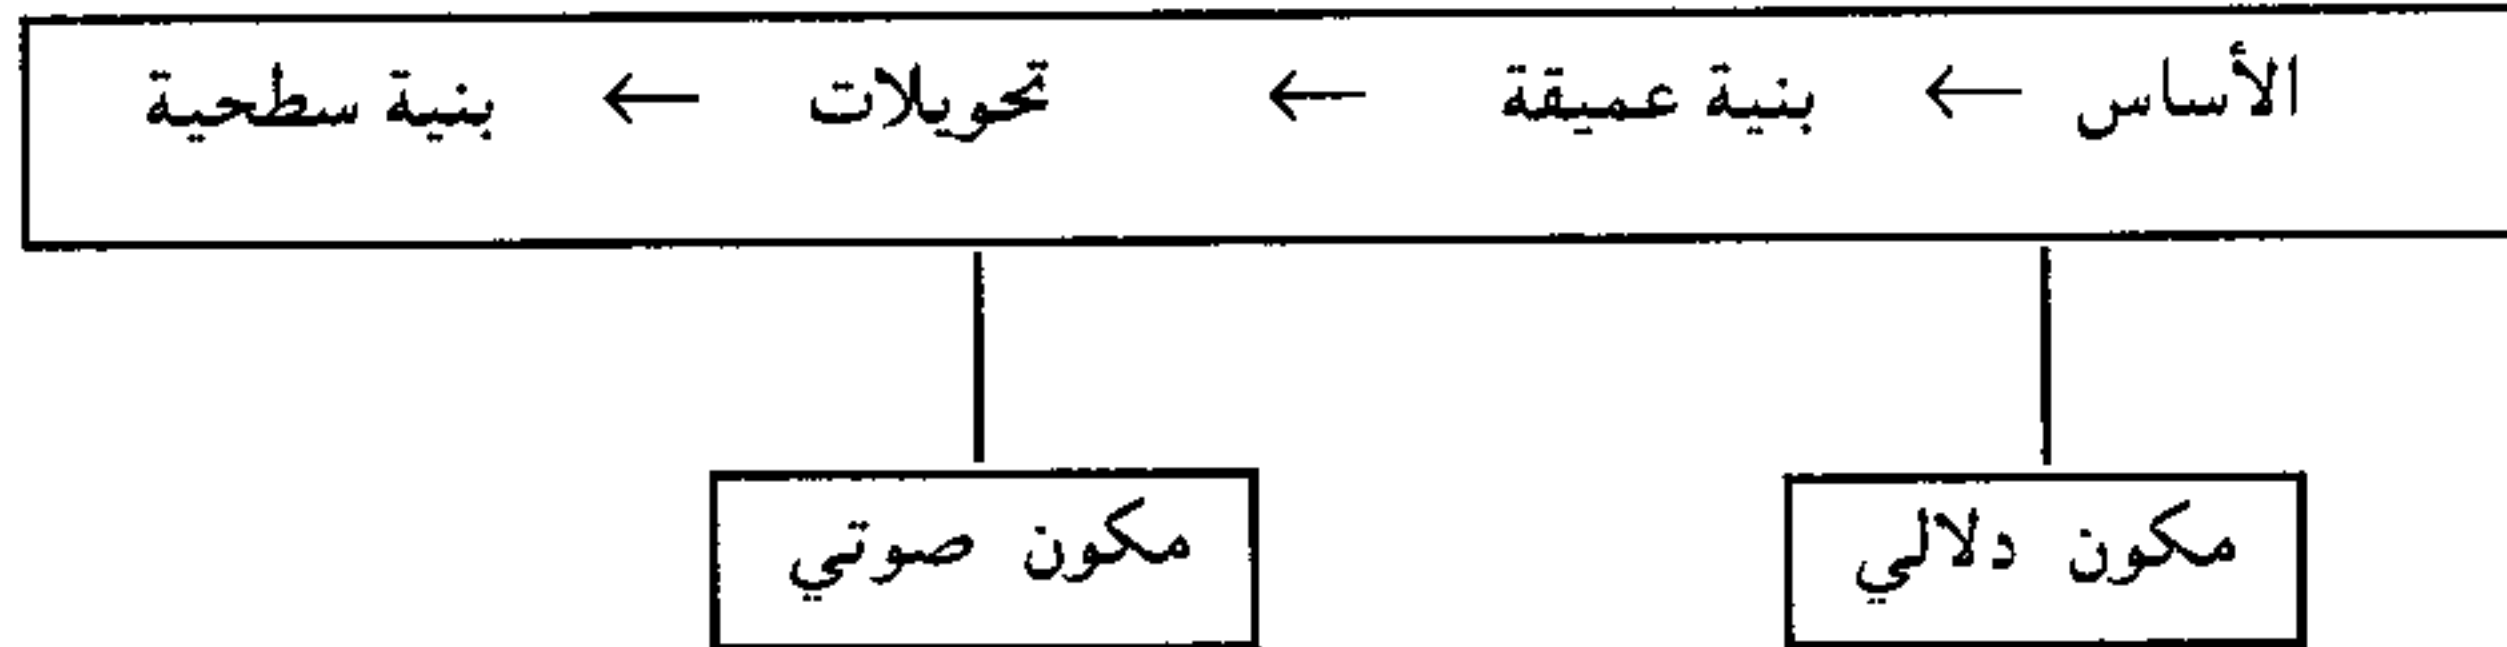 الأساس ← بنية عميقة ← تحويلات ← بنية سطحية
مكون دلالي
مكون صوتي